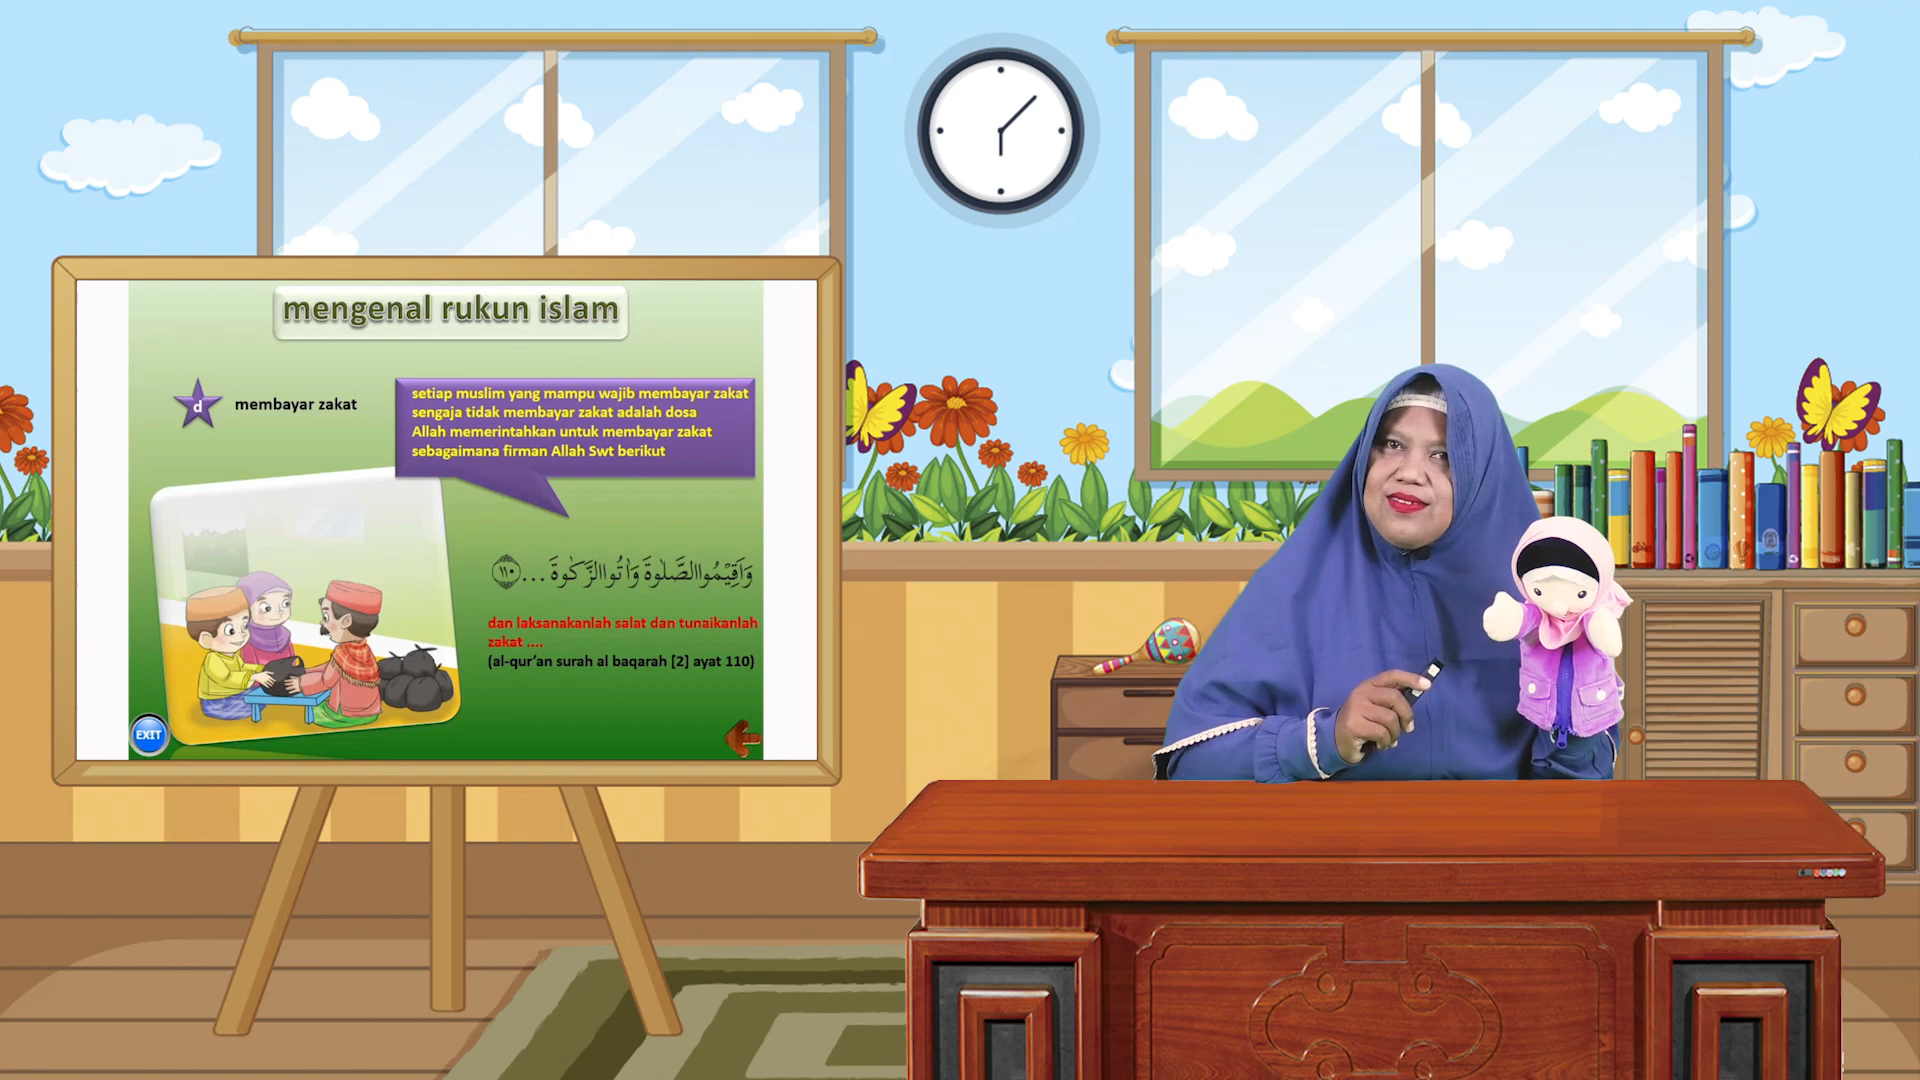 mengenal rukun islam
d
membayar zakat
setiap muslim yang mampu wajib membayar zakat
sengaja tidak membayar zakat adalah dosa
Allah memerintahkan untuk membayar zakat
sebagaimana firman Allah Swt berikut
وَاَقِيْمُوا الصَّلٰوةَ وَاٰتُوا الزَّكٰوةَ ... ١١٠
dan laksanakanlah salat dan tunaikanlah
zakat ....
(al-qur’an surah al baqarah [2] ayat 110)
EXIT